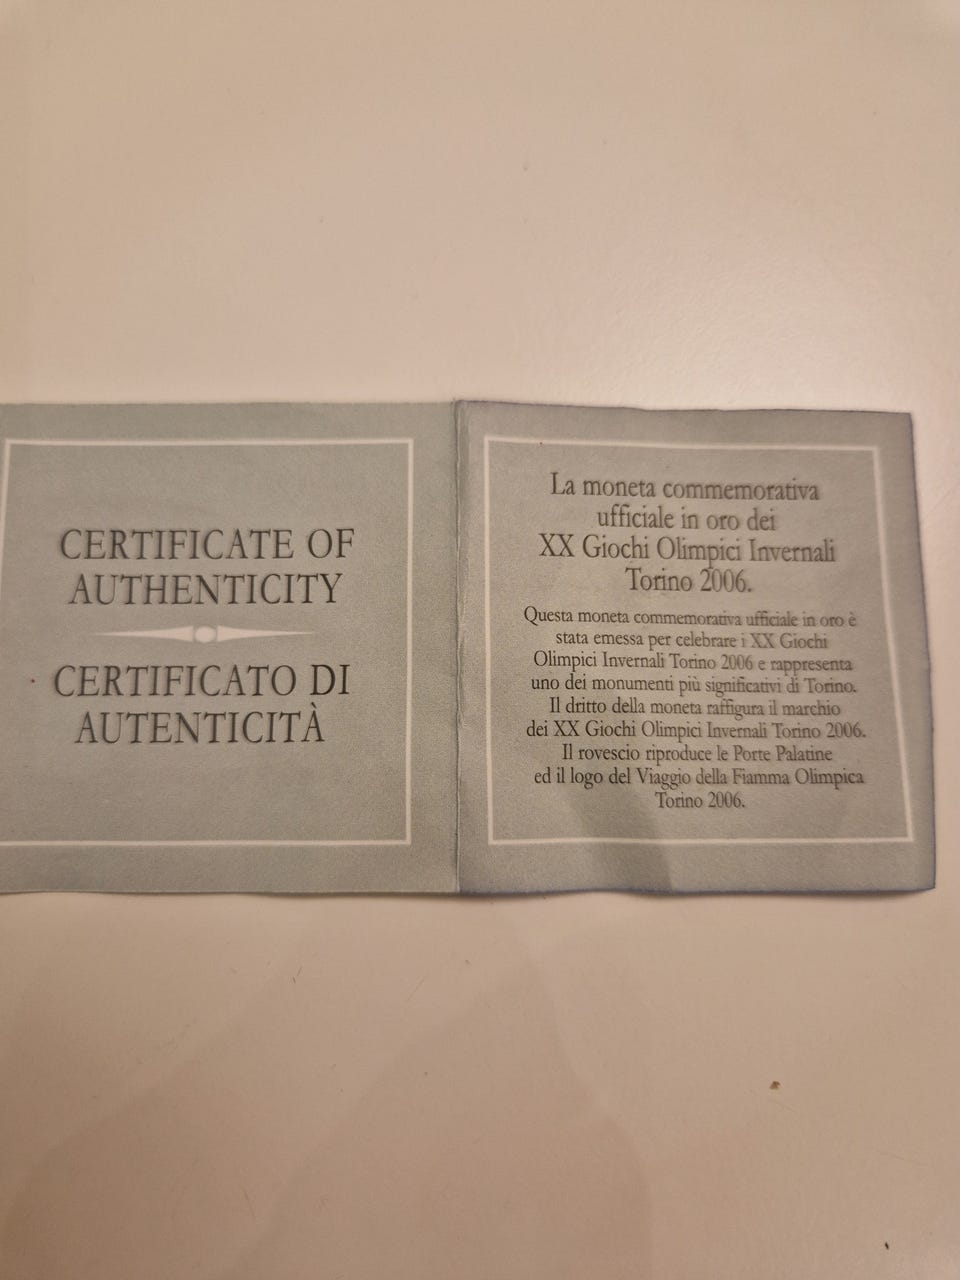 CERTIFICATE OF
AUTHENTICITY
CERTIFICATO DI
AUTENTICITÀ
La moneta commemorativa
ufficiale in oro dei
XX Giochi Olimpici Invernali
Torino 2006.
Questa moneta commemorativa ufficiale in oro è
stata emessa per celebrare i XX Giochi
Olimpici Invernali Torino 2006 e rappresenta
uno dei monumenti più significativi di Torino.
Il dritto della moneta raffigura il marchio
dei XX Giochi Olimpici Invernali Torino 2006.
Il rovescio riproduce le Porte Palatine
ed il logo del Viaggio della Fiamma Olimpica
Torino 2006.